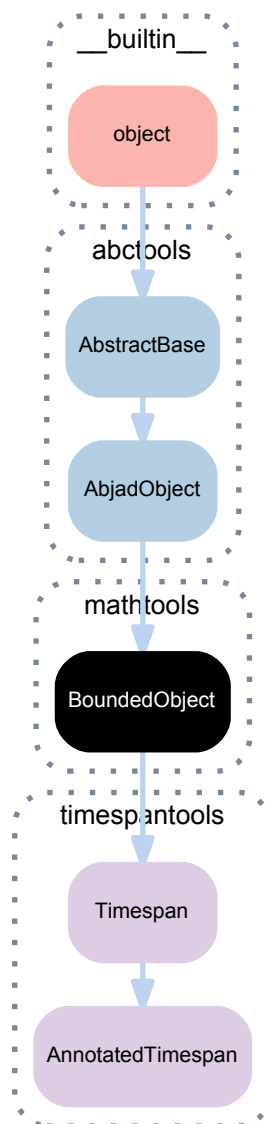 __builtin__
object
abctools
AbstractBase
AbjadObject
mathtools
BoundedObject
timespantools
Timespan
AnnotatedTimespan